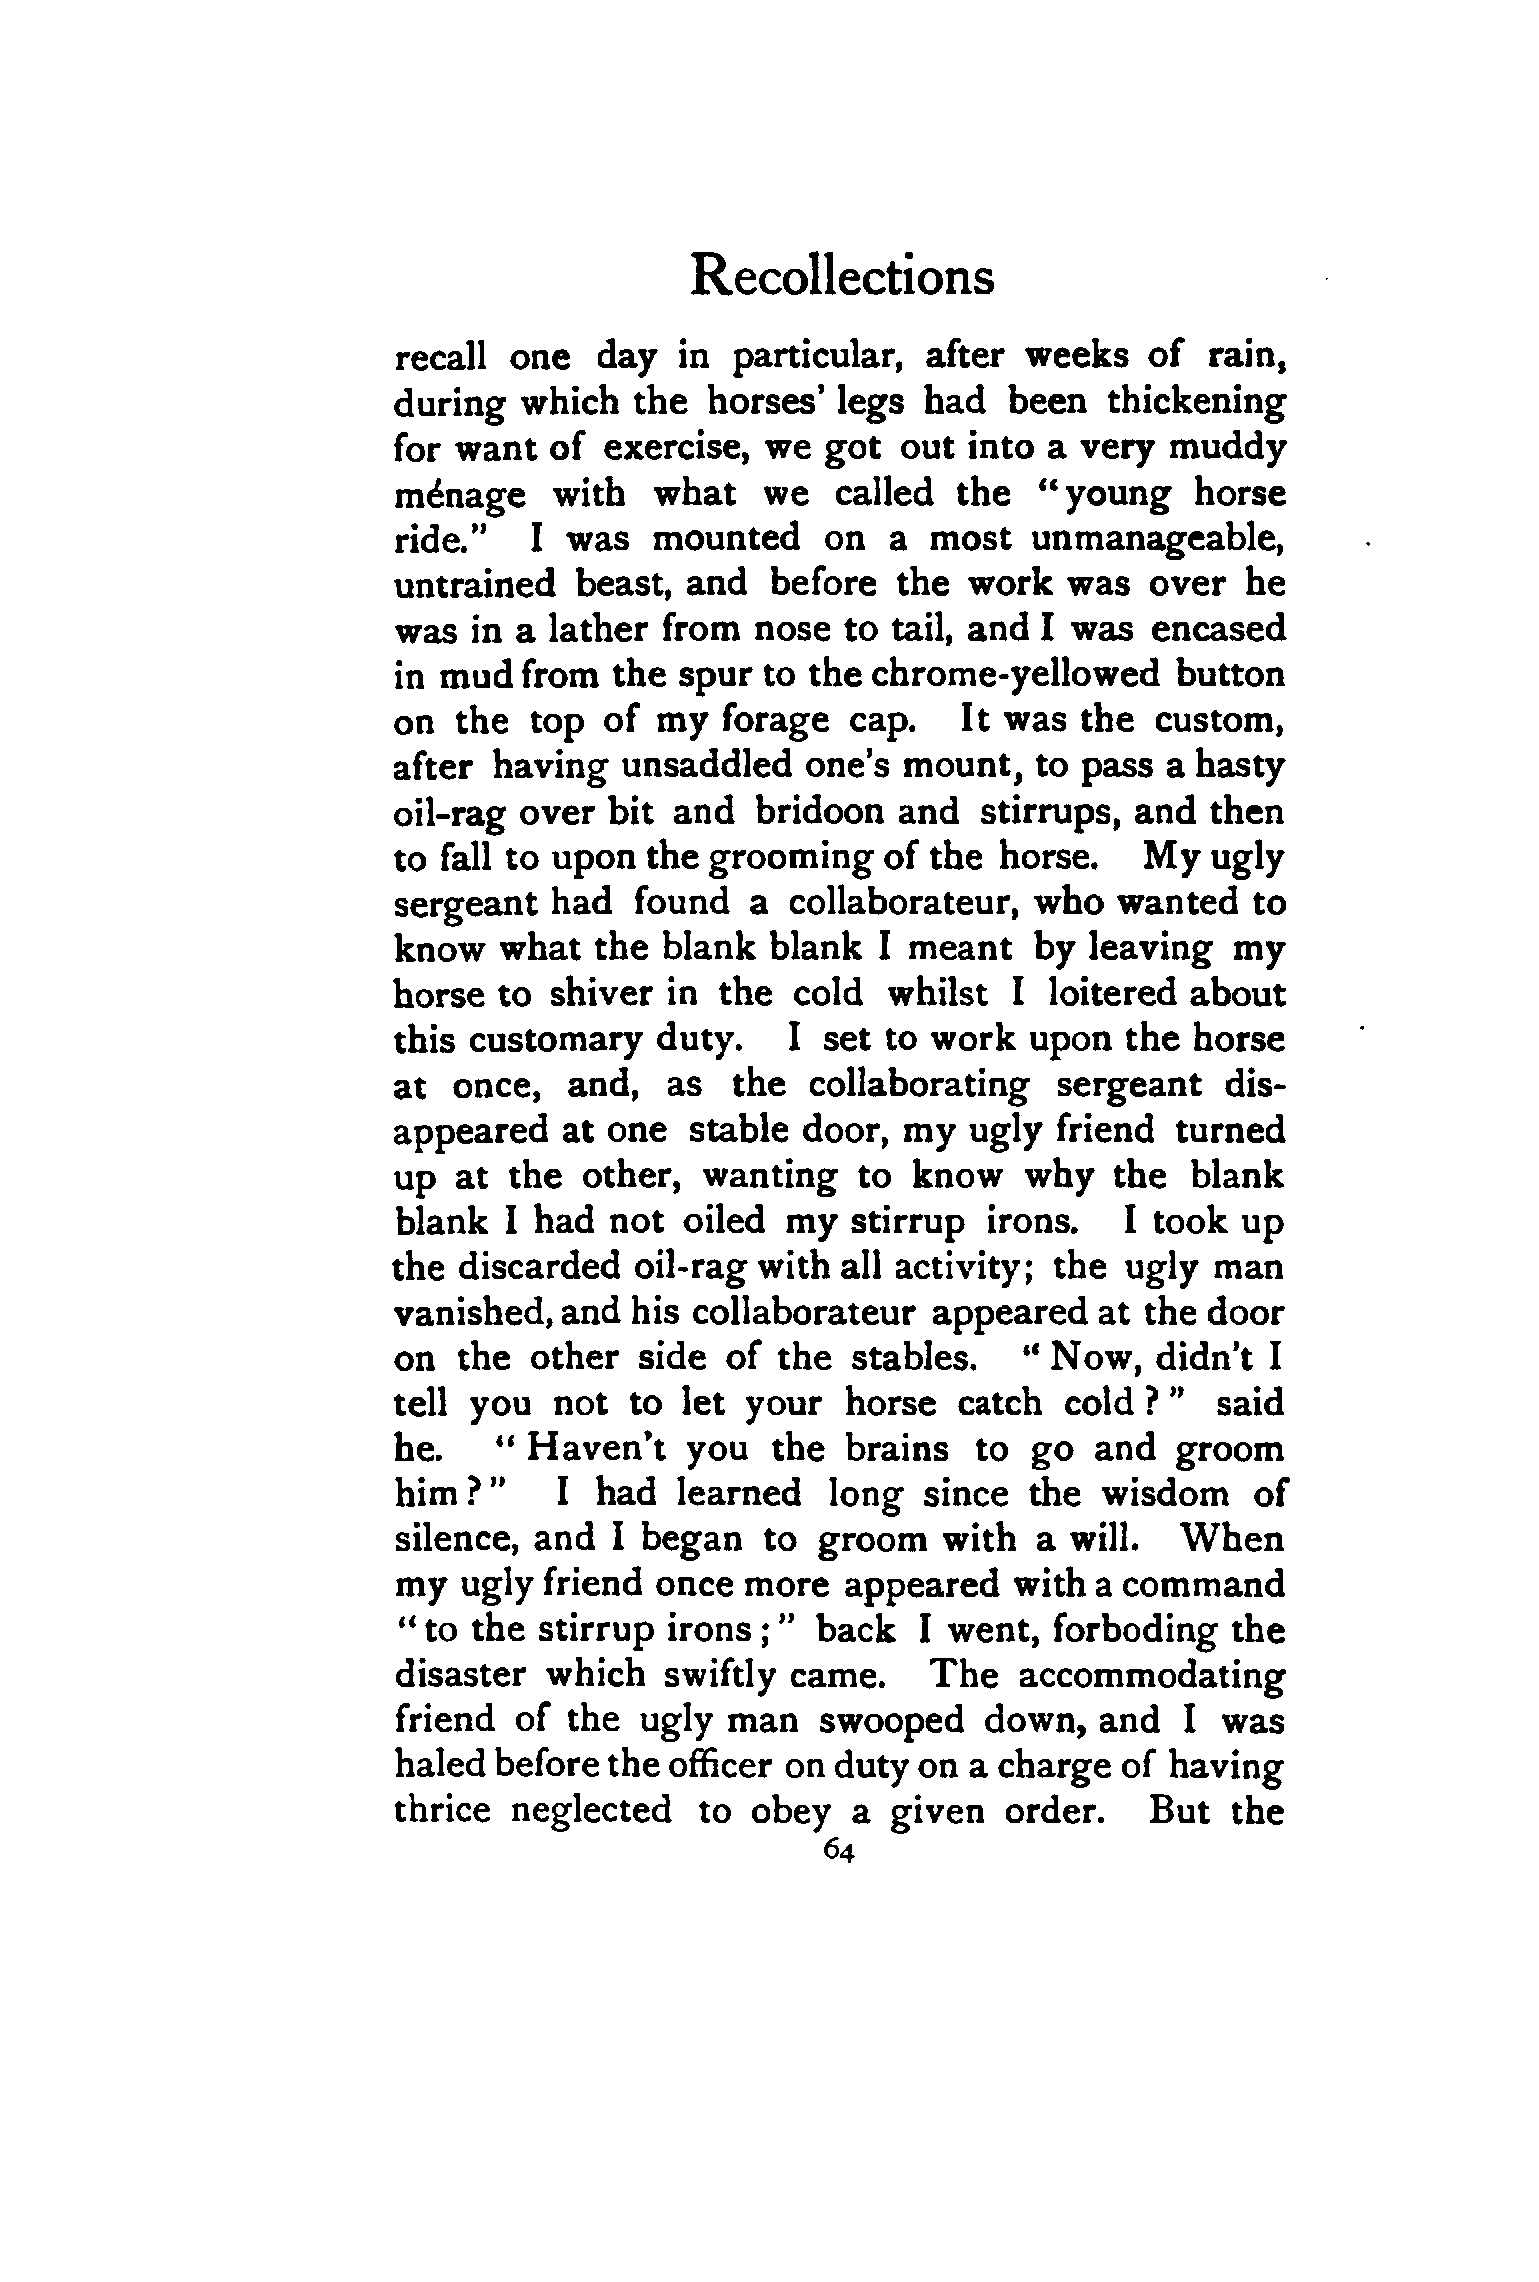 Recollections
recall one day in particular, after weeks of rain,
during which the horses' legs had been thickening
for want of exercise, we got out into a very muddy
ménage with what we called the "young horse
ride." I was mounted on a most unmanageable,
untrained beast, and before the work was over he
was in a lather from nose to tail, and I was encased
in mud from the spur to the chrome-yellowed button
on the top of my forage cap. It was the custom,
after having unsaddled one's mount, to pass a hasty
oil-rag over bit and bridoon and stirrups, and then
to fall to upon the grooming of the horse. My ugly
sergeant had found a collaborateur, who wanted to
know what the blank blank I meant by leaving my
horse to shiver in the cold whilst I loitered about
this customary duty. I set to work upon the horse
at once, and, as the collaborating sergeant dis-
appeared at one stable door, my ugly friend turned
up at the other, wanting to know why the blank
blank I had not oiled my stirrup irons. I took up
the discarded oil-rag with all activity; the ugly man
vanished, and his collaborateur appeared at the door
on the other side of the stables. "Now, didn't I
tell you not to let your horse catch cold?" said
he. "Haven't you the brains to go and groom
him?" I had learned long since the wisdom of
silence, and I began to groom with a will. When
my ugly friend once more appeared with a command
"to the stirrup irons;" back I went, forboding the
disaster which swiftly came. The accommodating
friend of the ugly man swooped down, and I was
haled before the officer on duty on a charge of having
thrice neglected to obey a given order. But the
64